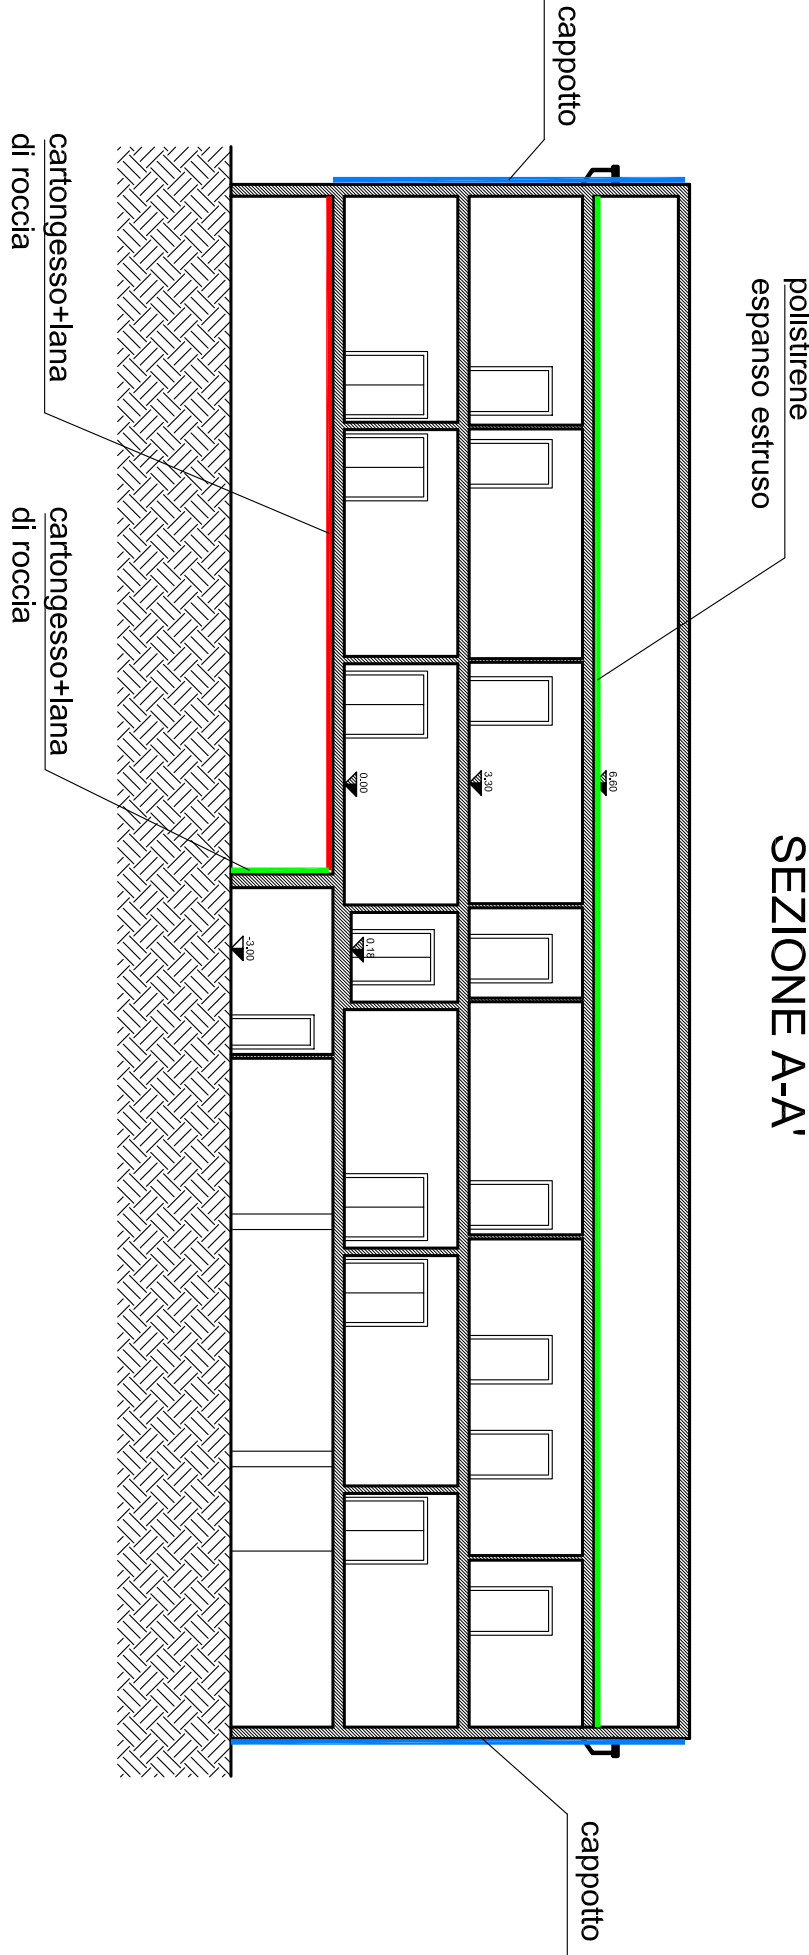 SEZIONE A-A'
polistirene
espanso estruso
cappotto
cappotto
6.60
3.30
0.00
0.18
-3.00
cartongesso+lana
di roccia
cartongesso+lana
di roccia